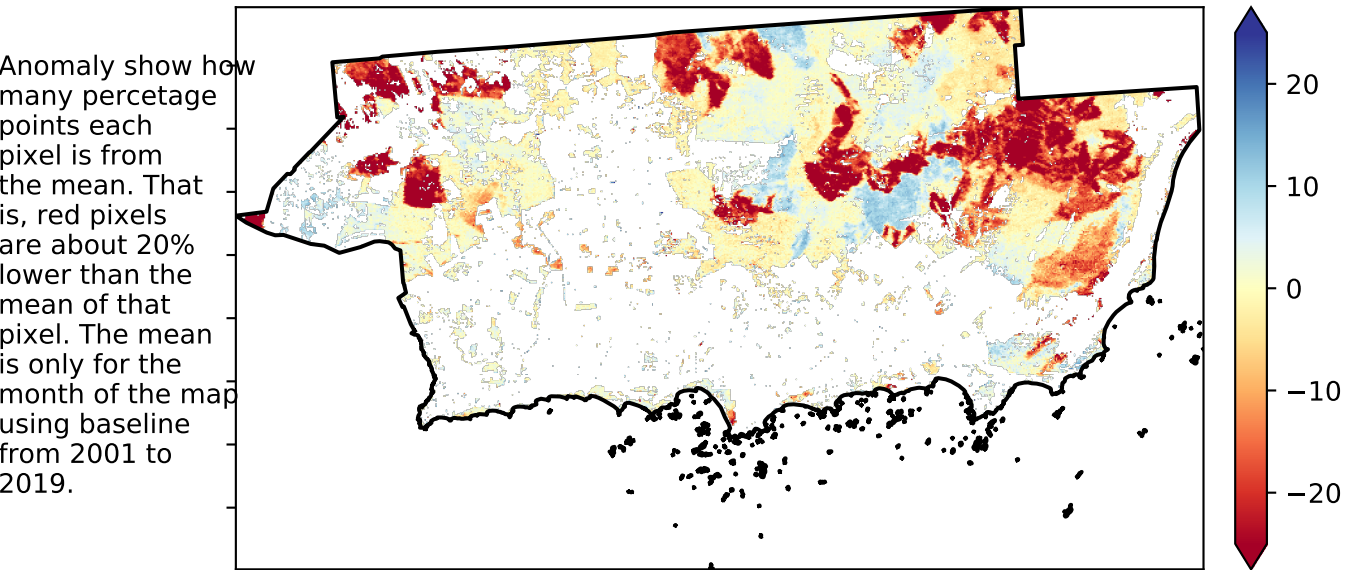 Anomaly show how
many percetage
points each
pixel is from
the mean. That
is, red pixels
are about 20%
lower than the
mean of that
pixel. The mean
is only for the
month of the map
using baseline
from 2001 to
2019.
20
10
0
−10
−20